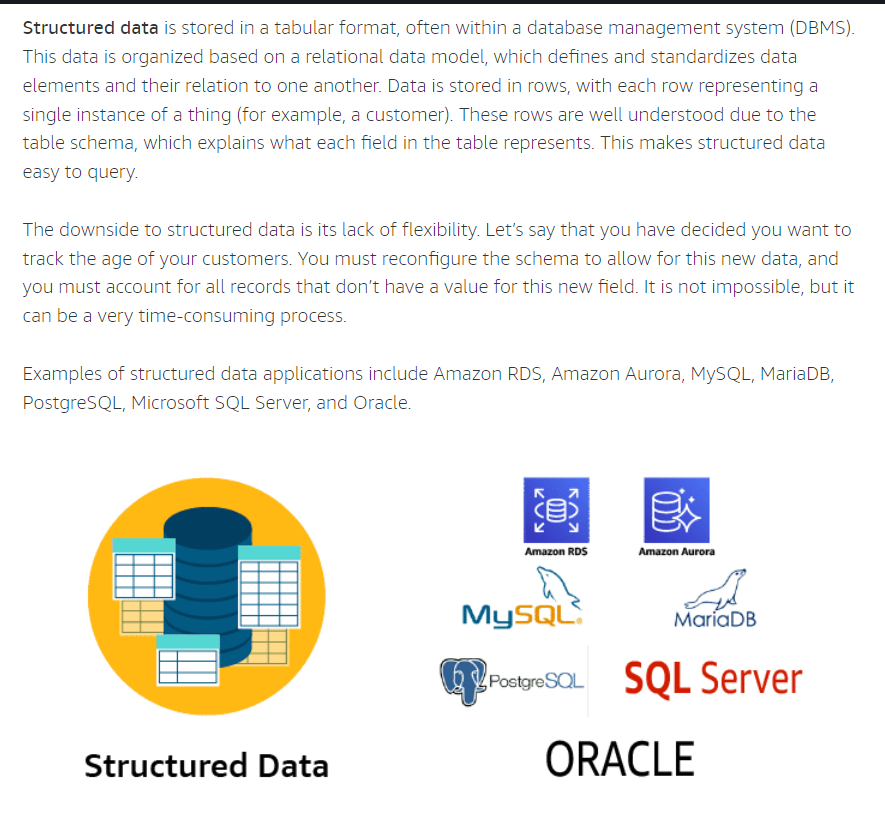 Structured data is stored in a tabular format, often within a database management system (DBMS).
This data is organized based on a relational data model, which defines and standardizes data
elements and their relation to one another. Data is stored in rows, with each row representing a
single instance of a thing (for example, a customer). These rows are well understood due to the
table schema, which explains what each field in the table represents. This makes structured data
easy to query.
The downside to structured data is its lack of flexibility. Let’s say that you have decided you want to
track the age of your customers. You must reconfigure the schema to allow for this new data, and
you must account for all records that don’t have a value for this new field. It is not impossible, but it
can be a very time-consuming process.
Examples of structured data applications include Amazon RDS, Amazon Aurora, MySQL, MariaDB,
PostgreSQL, Microsoft SQL Server, and Oracle.
Amazon RDS
Amazon Aurora
MySQL
MariaDB
PostgreSQL
SQL Server
ORACLE
Structured Data